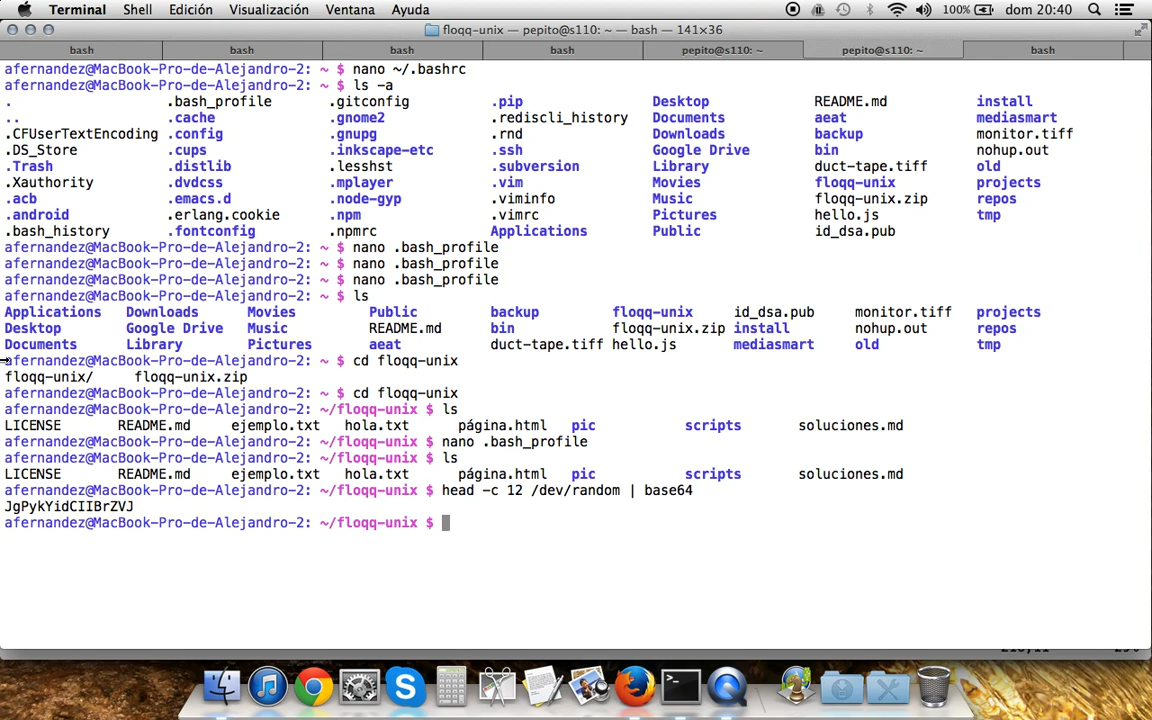 Terminal Shell Edición Visualización Ventana Ayuda 100% dom 20:40
floqq-unix — pepito@s110: ~ — bash — 141×36
bash bash bash bash pepito@s110: ~ pepito@s110: ~ bash
afernandez@MacBook-Pro-de-Alejandro-2: ~ $ nano ~/.bashrc
afernandez@MacBook-Pro-de-Alejandro-2: ~ $ ls -a
. .bash_profile .gitconfig .pip Desktop README.md install
.. .cache .gnome2 .rediscli_history Documents aeat mediasmart
.CFUserTextEncoding .config .gnupg .rnd Downloads backup monitor.tiff
.DS_Store .cups .inkscape-etc .ssh Google Drive bin nohup.out
.Trash .distlib .lesshst .subversion Library duct-tape.tiff old
.Xauthority .dvdcss .mplayer .vim Movies floqq-unix projects
.acb .emacs.d .node-gyp .viminfo Music floqq-unix.zip repos
.android .erlang.cookie .npm .vimrc Pictures hello.js tmp
.bash_history .fontconfig .npmrc Applications Public id_dsa.pub
afernandez@MacBook-Pro-de-Alejandro-2: ~ $ nano .bash_profile
afernandez@MacBook-Pro-de-Alejandro-2: ~ $ nano .bash_profile
afernandez@MacBook-Pro-de-Alejandro-2: ~ $ nano .bash_profile
afernandez@MacBook-Pro-de-Alejandro-2: ~ $ ls
Applications Downloads Movies Public backup floqq-unix id_dsa.pub monitor.tiff projects
Desktop Google Drive Music README.md bin floqq-unix.zip install nohup.out repos
Documents Library Pictures aeat duct-tape.tiff hello.js mediasmart old tmp
afernandez@MacBook-Pro-de-Alejandro-2: ~ $ cd floqq-unix
floqq-unix/ floqq-unix.zip
afernandez@MacBook-Pro-de-Alejandro-2: ~ $ cd floqq-unix
afernandez@MacBook-Pro-de-Alejandro-2: ~/floqq-unix $ ls
LICENSE README.md ejemplo.txt hola.txt página.html pic scripts soluciones.md
afernandez@MacBook-Pro-de-Alejandro-2: ~/floqq-unix $ nano .bash_profile
afernandez@MacBook-Pro-de-Alejandro-2: ~/floqq-unix $ ls
LICENSE README.md ejemplo.txt hola.txt página.html pic scripts soluciones.md
afernandez@MacBook-Pro-de-Alejandro-2: ~/floqq-unix $ head -c 12 /dev/random | base64
JgPykYidCIIBrZVJ
afernandez@MacBook-Pro-de-Alejandro-2: ~/floqq-unix $